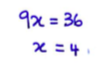 9x = 36
x = 4